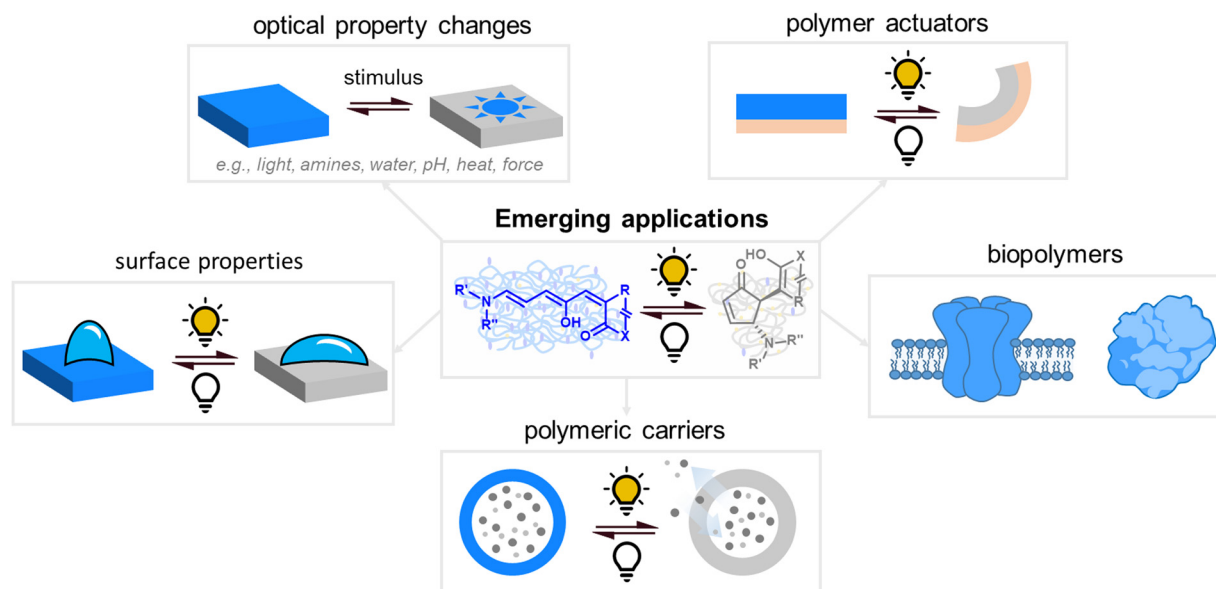 optical property changes
stimulus
e.g., light, amines, water, pH, heat, force
polymer actuators
Emerging applications
R'
N
R"
OH
O
R
X
HO
X
O
R
N
R"
R'
surface properties
biopolymers
polymeric carriers